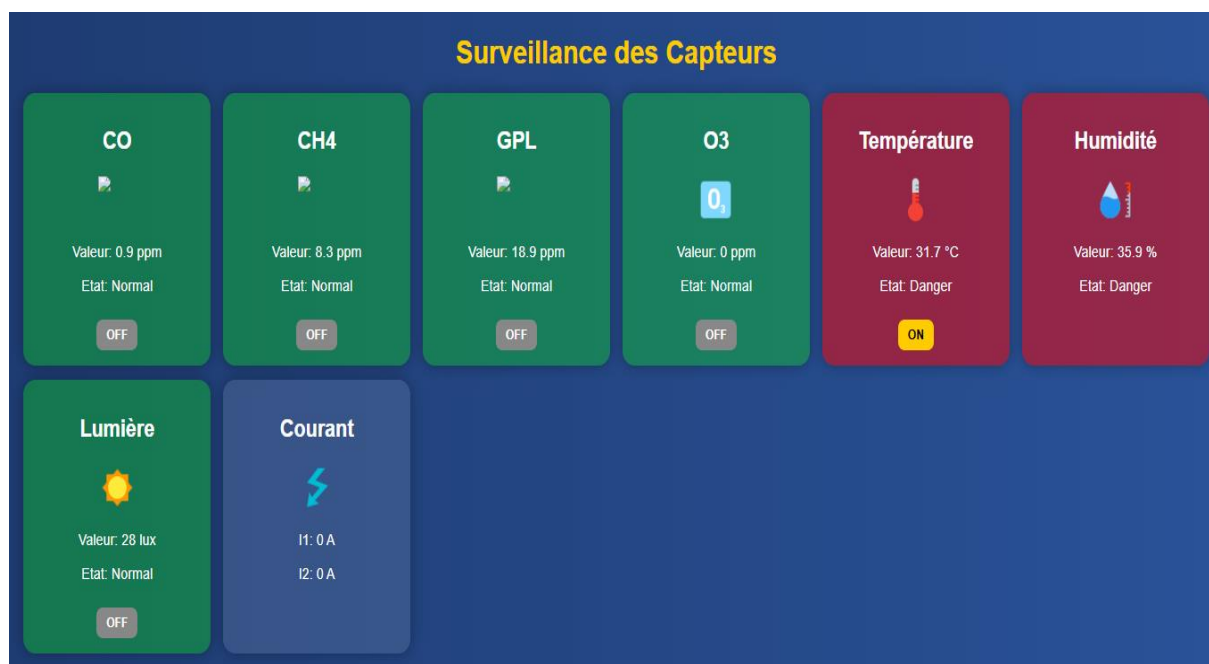 Surveillance des Capteurs
CO
Valeur: 0.9 ppm
Etat: Normal
OFF
CH4
Valeur: 8.3 ppm
Etat: Normal
OFF
GPL
Valeur: 18.9 ppm
Etat: Normal
OFF
O3
O₃
Valeur: 0 ppm
Etat: Normal
OFF
Température
Valeur: 31.7 °C
Etat: Danger
ON
Humidité
Valeur: 35.9 %
Etat: Danger
Lumière
Valeur: 28 lux
Etat: Normal
OFF
Courant
I1: 0 A
I2: 0 A